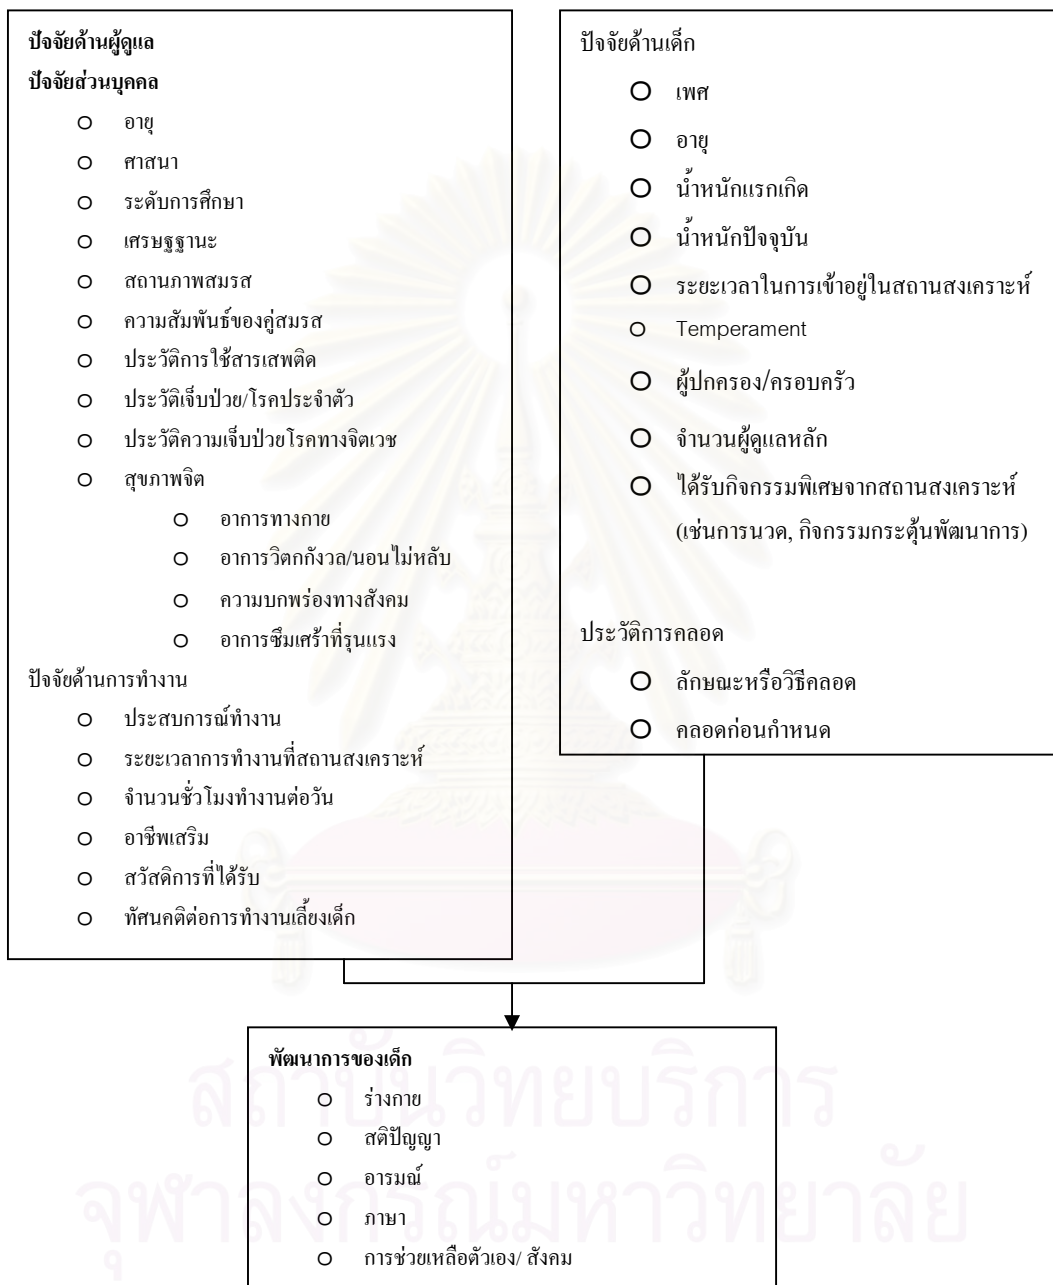 ปัจจัยด้านผู้ดูแล
ปัจจัยส่วนบุคคล
o อายุ
o ศาสนา
o ระดับการศึกษา
o เศรษฐฐานะ
o สถานภาพสมรส
o ความสัมพันธ์ของคู่สมรส
o ประวัติการใช้สารเสพติด
o ประวัติเจ็บป่วย/โรคประจำตัว
o ประวัติความเจ็บป่วยโรคทางจิตเวช
o สุขภาพจิต
o อาการทางกาย
o อาการวิตกกังวล/นอนไม่หลับ
o ความบกพร่องทางสังคม
o อาการซึมเศร้าที่รุนแรง
ปัจจัยด้านการทำงาน
o ประสบการณ์ทำงาน
o ระยะเวลาการทำงานที่สถานสงเคราะห์
o จำนวนชั่วโมงทำงานต่อวัน
o อาชีพเสริม
o สวัสดิการที่ได้รับ
o ทัศนคติต่อการทำงานเลี้ยงเด็ก
ปัจจัยด้านเด็ก
o เพศ
o อายุ
o น้ำหนักแรกเกิด
o น้ำหนักปัจจุบัน
o ระยะเวลาในการเข้าอยู่ในสถานสงเคราะห์
o Temperament
o ผู้ปกครอง/ครอบครัว
o จำนวนผู้ดูแลหลัก
o ได้รับกิจกรรมพิเศษจากสถานสงเคราะห์
(เช่นการนวด, กิจกรรมกระตุ้นพัฒนาการ)
ประวัติการคลอด
o ลักษณะหรือวิธีคลอด
o คลอดก่อนกำหนด
พัฒนาการของเด็ก
o ร่างกาย
o สติปัญญา
o อารมณ์
o ภาษา
o การช่วยเหลือตัวเอง/ สังคม
สถาบันวิทยบริการ
จุฬาลงกรณ์มหาวิทยาลัย